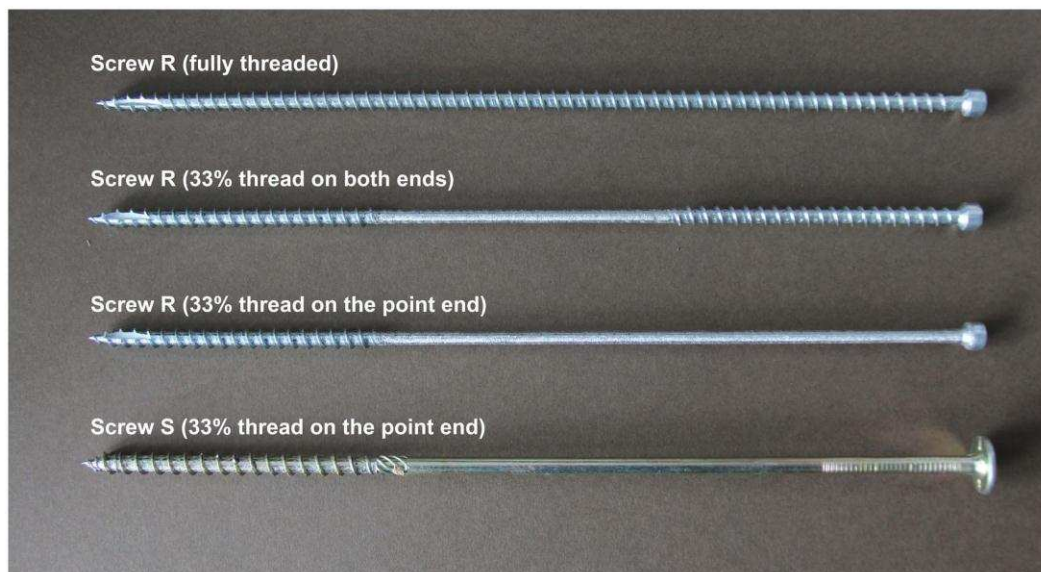 Screw R (fully threaded)
Screw R (33% thread on both ends)
Screw R (33% thread on the point end)
Screw S (33% thread on the point end)